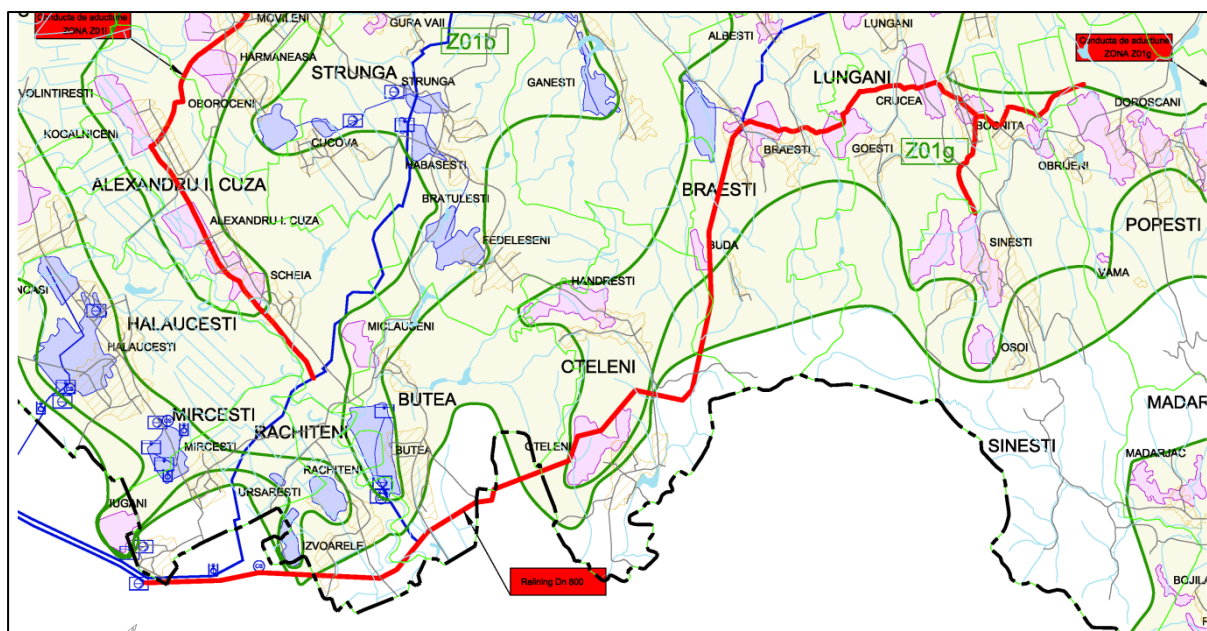 Conducta de aductiune
ZONA Z01i
MOVILENI
GURA VAII
Z01b
ALBESTI
LUNGANI
Conducta de aductiune
ZONA Z01g
HARMANEASA
STRUNGA
STRUNGA
GANESTI
LUNGANI
VOLINTIRESTI
OBOROCENI
CRUCEA
DOROSCANI
KOGALNICENI
CUCOVA
BOGNITA
HABASESTI
BRAESTI
GOESTI
Z01g
OBRIJENI
ALEXANDRU I. CUZA
BRATULESTI
BRAESTI
ALEXANDRU I. CUZA
FEDELESENI
BUDA
SINESTI
POPESTI
SCHEIA
HANDRESTI
VAMA
NCASI
HALAUCESTI
MICLAUSENI
HALAUCESTI
OSOI
OTELENI
BUTEA
MADAR
MIRCESTI
RACHITENI
SINESTI
MIRCESTI
BUTEA
OTELENI
MADARJAC
RACHITENI
URSARESTI
IUGANI
IZVOARELE
Relining Dn 800
BOJILA